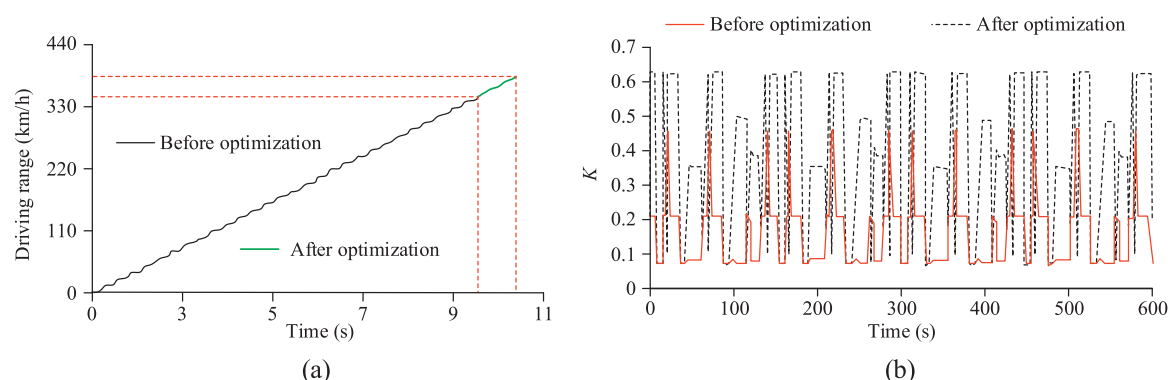 440
330
220
110
0
Driving range (km/h)
Before optimization
After optimization
0 3 5 7 9 11
Time (s)
(a)
Before optimization After optimization
0.7
0.6
0.5
0.4
0.3
0.2
0.1
0
K
0 100 200 300 400 500 600
Time (s)
(b)